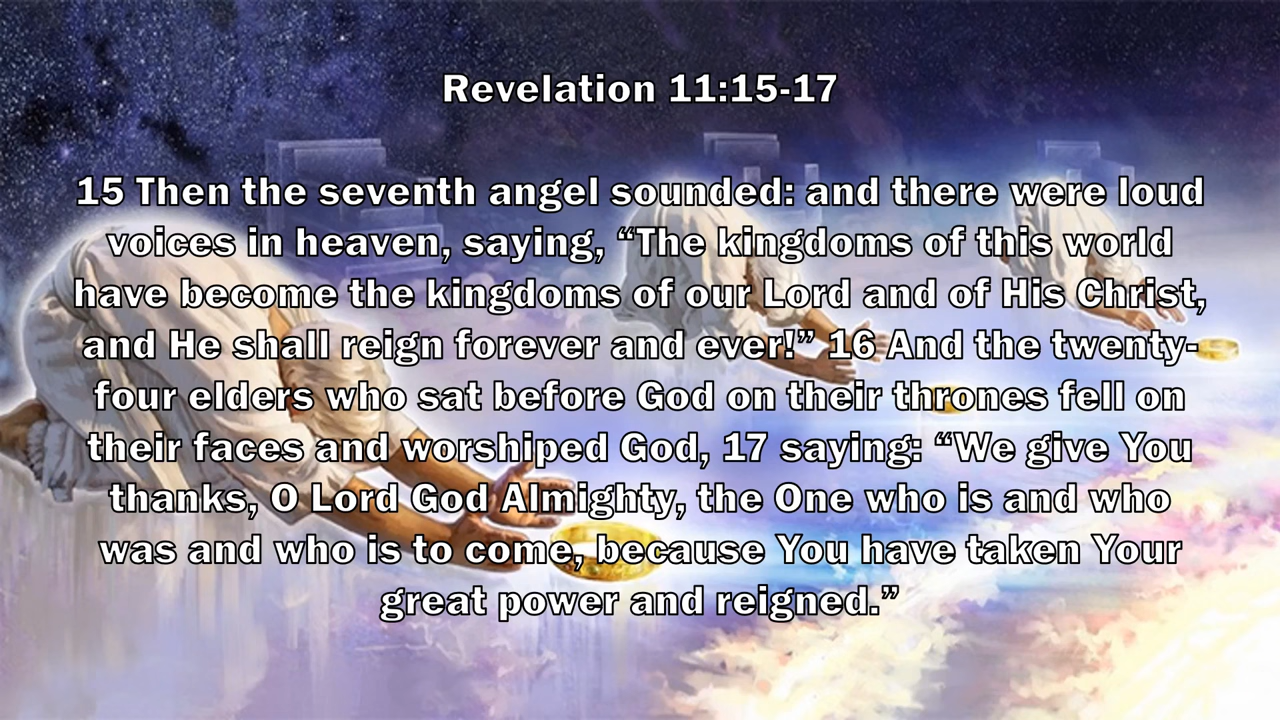 Revelation 11:15-17
15 Then the seventh angel sounded: and there were loud
voices in heaven, saying, “The kingdoms of this world
have become the kingdoms of our Lord and of His Christ,
and He shall reign forever and ever!” 16 And the twenty-
four elders who sat before God on their thrones fell on
their faces and worshiped God, 17 saying: “We give You
thanks, O Lord God Almighty, the One who is and who
was and who is to come, because You have taken Your
great power and reigned.”